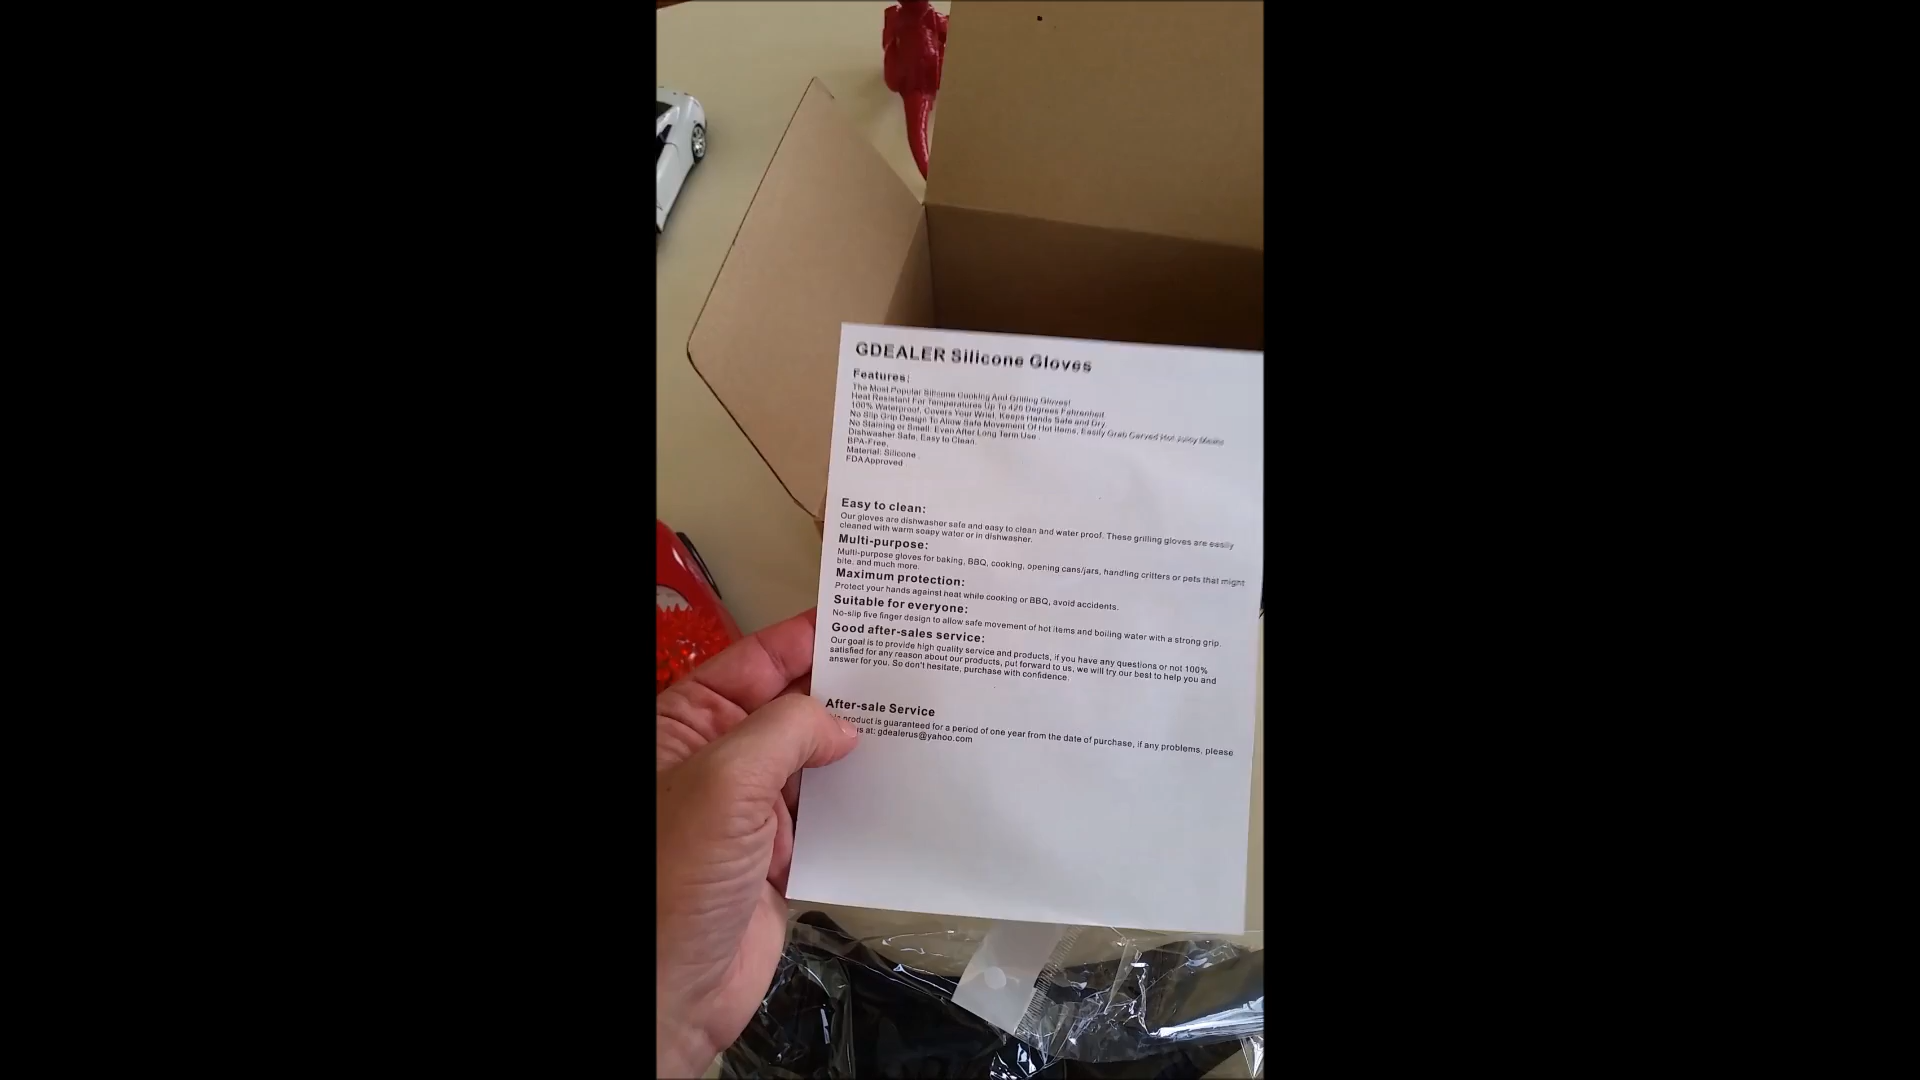 GDEALER Silicone Gloves
Features:
The Most Popular Silicone Cooking And Grilling Gloves!
Heat Resistant For Temperatures Up To 425 Degrees Fahrenheit.
100% Waterproof, Covers Your Wrist, Keeps Hands Safe and Dry.
No Slip Grip Design To Allow Safe Movement Of Hot Items, Easily Grab Carved Hot Juicy Meats
No Staining or Smell: Even After Long Term Use .
Dishwasher Safe, Easy to Clean.
BPA-Free,
Material: Silicone .
FDA Approved .
Easy to clean:
Our gloves are dishwasher safe and easy to clean and water proof. These grilling gloves are easily
cleaned with warm soapy water or in dishwasher.
Multi-purpose:
Multi-purpose gloves for baking, BBQ, cooking, opening cans/jars, handling critters or pets that might
bite, and much more.
Maximum protection:
Protect your hands against heat while cooking or BBQ, avoid accidents.
Suitable for everyone:
No-slip five finger design to allow safe movement of hot items and boiling water with a strong grip.
Good after-sales service:
Our goal is to provide high quality service and products, if you have any questions or not 100%
satisfied for any reason about our products, put forward to us, we will try our best to help you and
answer for you. So don't hesitate, purchase with confidence.
After-sale Service
product is guaranteed for a period of one year from the date of purchase, if any problems, please
us at: gdealerus@yahoo.com